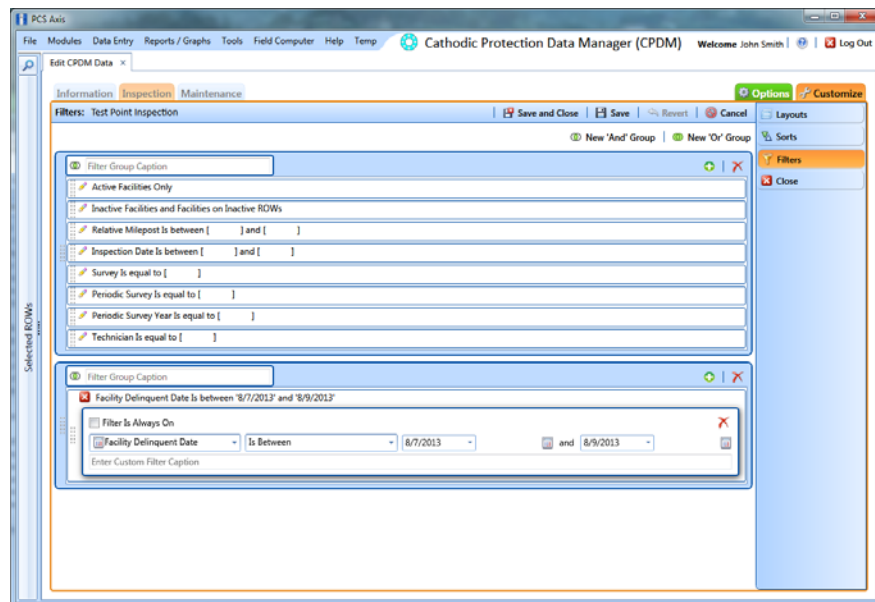 PCS Axis
File Modules Data Entry Reports / Graphs Tools Field Computer Help Temp Cathodic Protection Data Manager (CPDM) Welcome John Smith Log Out
Edit CPDM Data ×
Information Inspection Maintenance Options Customize
Filters: Test Point Inspection Save and Close Save Revert Cancel
Layouts
New 'And' Group New 'Or' Group
Sorts
Filters
Close
Filter Group Caption
Active Facilities Only
Inactive Facilities and Facilities on Inactive ROWs
Relative Milepost Is between [ ] and [ ]
Inspection Date Is between [ ] and [ ]
Survey Is equal to [ ]
Periodic Survey Is equal to [ ]
Periodic Survey Year Is equal to [ ]
Technician Is equal to [ ]
Selected ROWs
Filter Group Caption
Facility Delinquent Date Is between '8/7/2013' and '8/9/2013'
Filter Is Always On
Facility Delinquent Date Is Between 8/7/2013 and 8/9/2013
Enter Custom Filter Caption